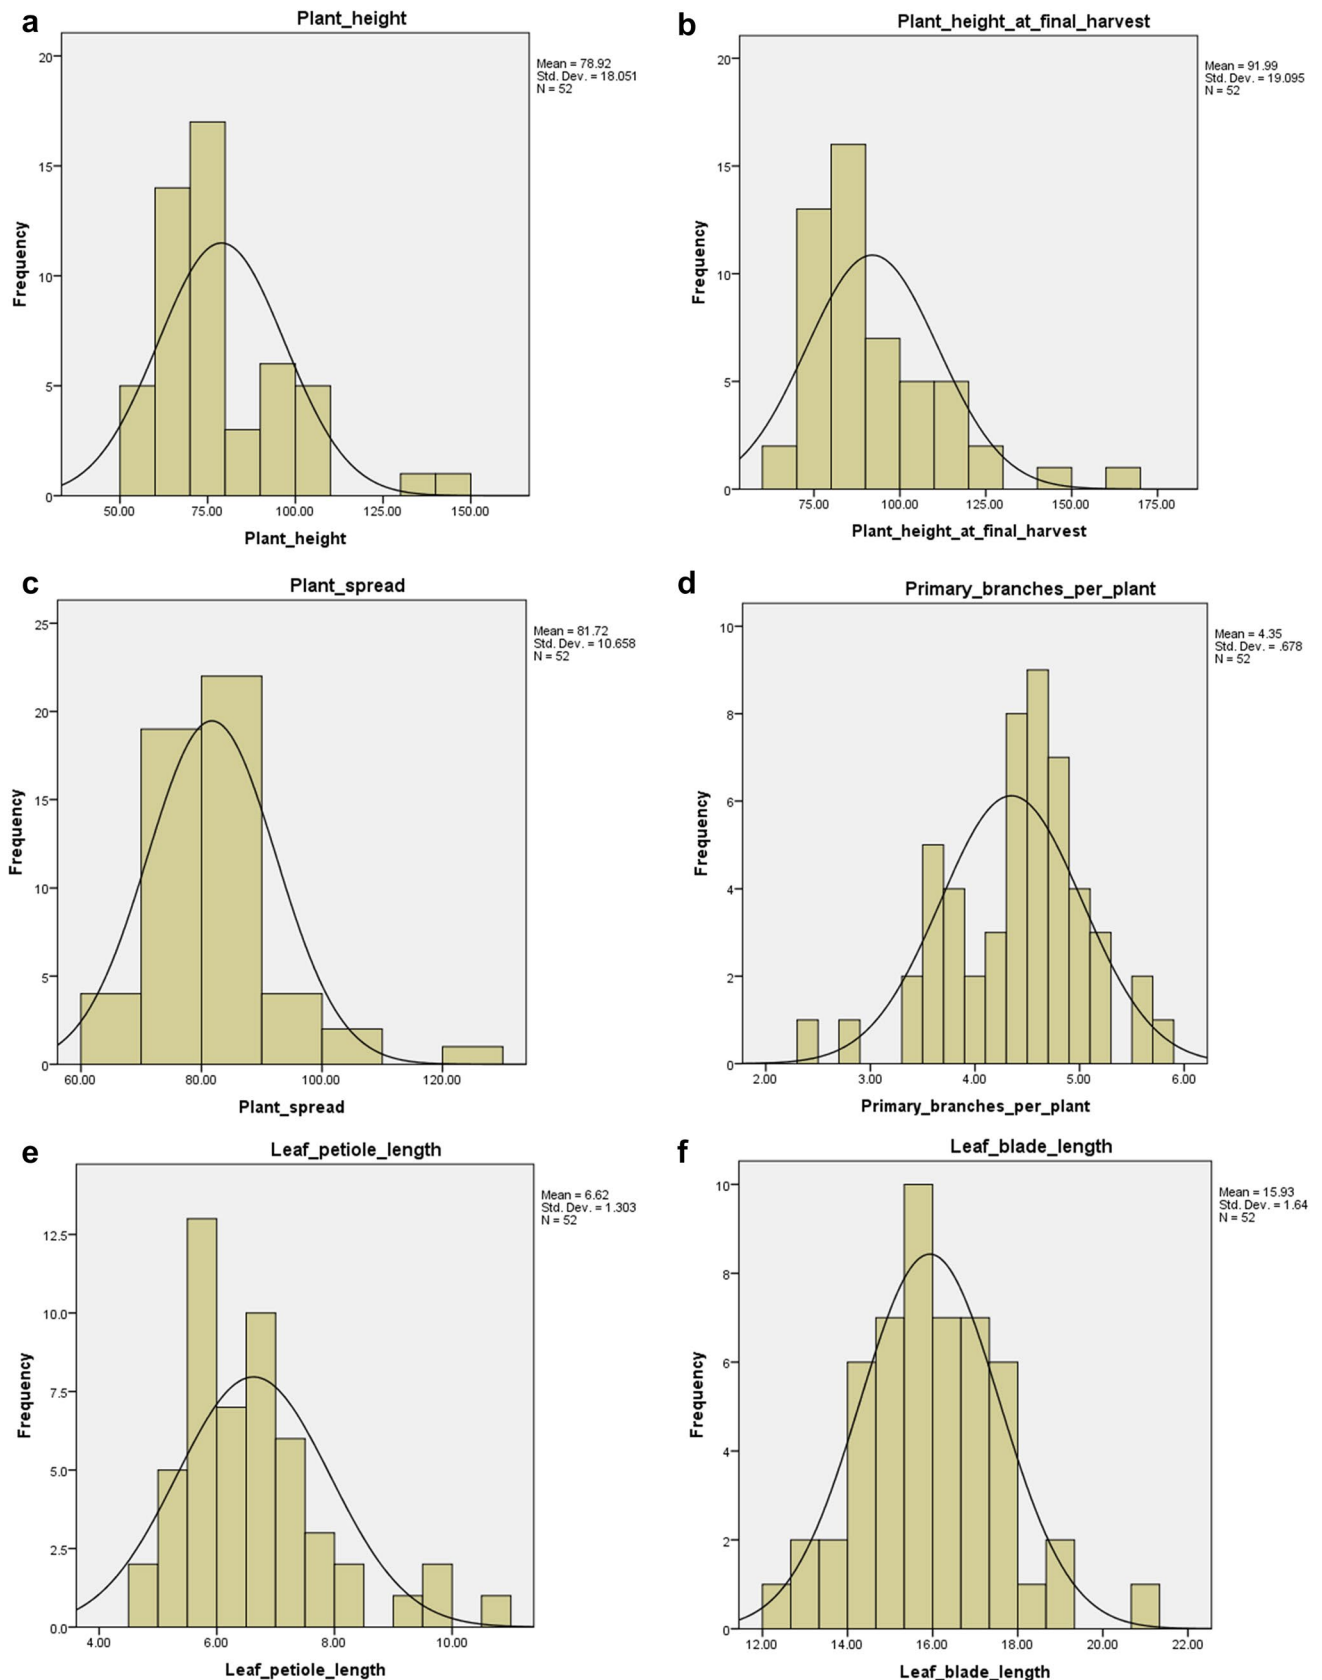 a
Plant_height
Mean = 78.92
Std. Dev. = 18.051
N = 52
20
15
10
5
0
Frequency
50.00 75.00 100.00 125.00 150.00
Plant_height
b
Plant_height_at_final_harvest
Mean = 91.99
Std. Dev. = 19.095
N = 52
20
15
10
5
0
Frequency
75.00 100.00 125.00 150.00 175.00
Plant_height_at_final_harvest
c
Plant_spread
Mean = 81.72
Std. Dev. = 10.658
N = 52
25
20
15
10
5
0
Frequency
60.00 80.00 100.00 120.00
Plant_spread
d
Primary_branches_per_plant
Mean = 4.35
Std. Dev. = .678
N = 52
10
8
6
4
2
0
Frequency
2.00 3.00 4.00 5.00 6.00
Primary_branches_per_plant
e
Leaf_petiole_length
Mean = 6.62
Std. Dev. = 1.303
N = 52
12.5
10.0
7.5
5.0
2.5
0.0
Frequency
4.00 6.00 8.00 10.00
Leaf_petiole_length
f
Leaf_blade_length
Mean = 15.93
Std. Dev. = 1.64
N = 52
10
8
6
4
2
0
Frequency
12.00 14.00 16.00 18.00 20.00 22.00
Leaf_blade_length